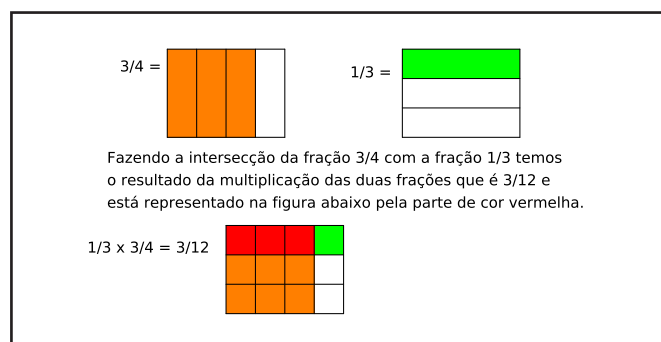 3/4 =
1/3 =
Fazendo a intersecção da fração 3/4 com a fração 1/3 temos
o resultado da multiplicação das duas frações que é 3/12 e
está representado na figura abaixo pela parte de cor vermelha.
1/3 x 3/4 = 3/12